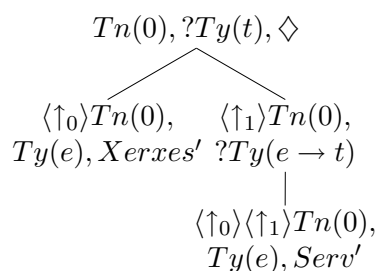 Tn(0), ?Ty(t), ♢
⟨↑₀⟩Tn(0), ⟨↑₁⟩Tn(0),
Ty(e), Xerxes′ ?Ty(e → t)
⟨↑₀⟩⟨↑₁⟩Tn(0),
Ty(e), Serv′